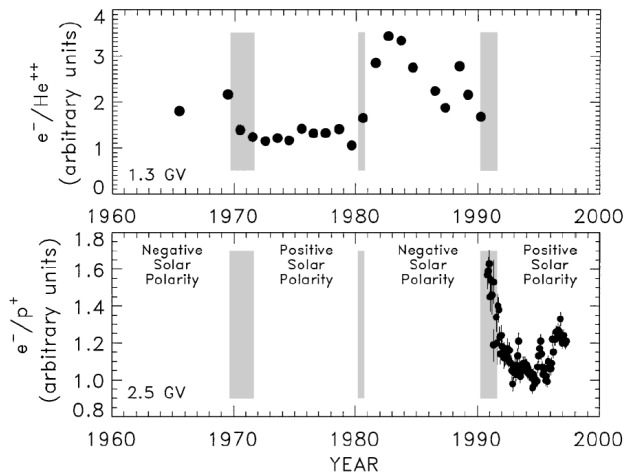 4
3
2
1
0
e⁻/He⁺⁺
(arbitrary units)
1.3 GV
1960 1970 1980 1990 2000
1.8
1.6
1.4
1.2
1.0
0.8
e⁻/p⁺
(arbitrary units)
Negative
Solar
Polarity
Positive
Solar
Polarity
Negative
Solar
Polarity
Positive
Solar
Polarity
2.5 GV
1960 1970 1980 1990 2000
YEAR